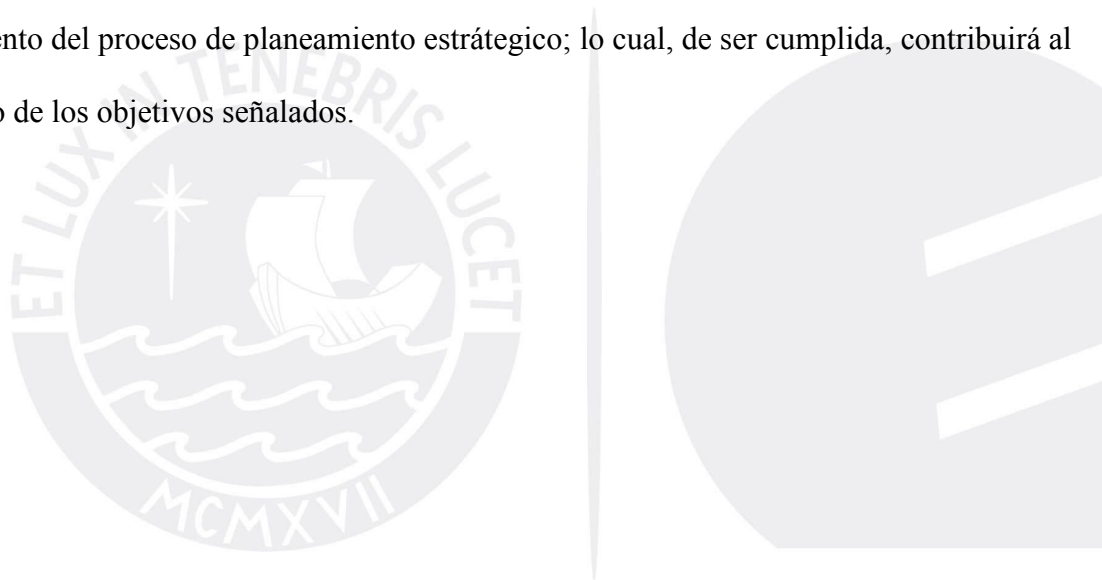 ento del proceso de planeamiento estrátegico; lo cual, de ser cumplida, contribuirá al
o de los objetivos señalados.
ET LUX IN TENEBRIS LUCET
MCMXVII